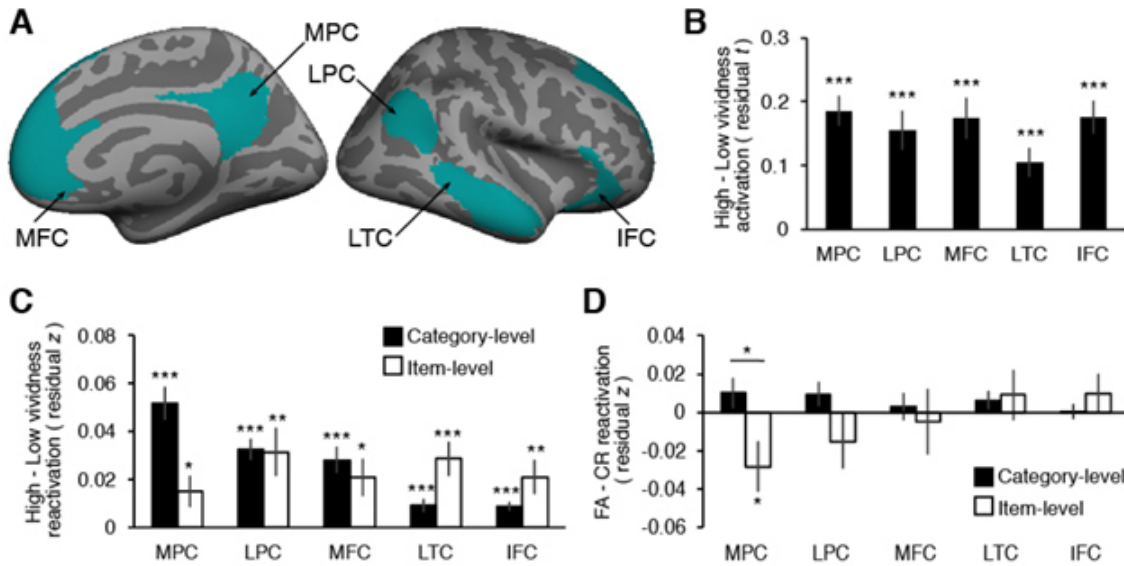 A
MPC
LPC
MFC
LTC
IFC
B
High - Low vividness
activation ( residual t )
0.3
0.2
0.1
0
***
***
***
***
***
MPC
LPC
MFC
LTC
IFC
C
High - Low vividness
reactivation ( residual z )
0.08
0.06
0.04
0.02
0
Category-level
Item-level
***
*
***
**
***
*
***
***
***
**
MPC
LPC
MFC
LTC
IFC
D
FA - CR reactivation
( residual z )
0.04
0.02
0
-0.02
-0.04
-0.06
*
*
Category-level
Item-level
MPC
LPC
MFC
LTC
IFC